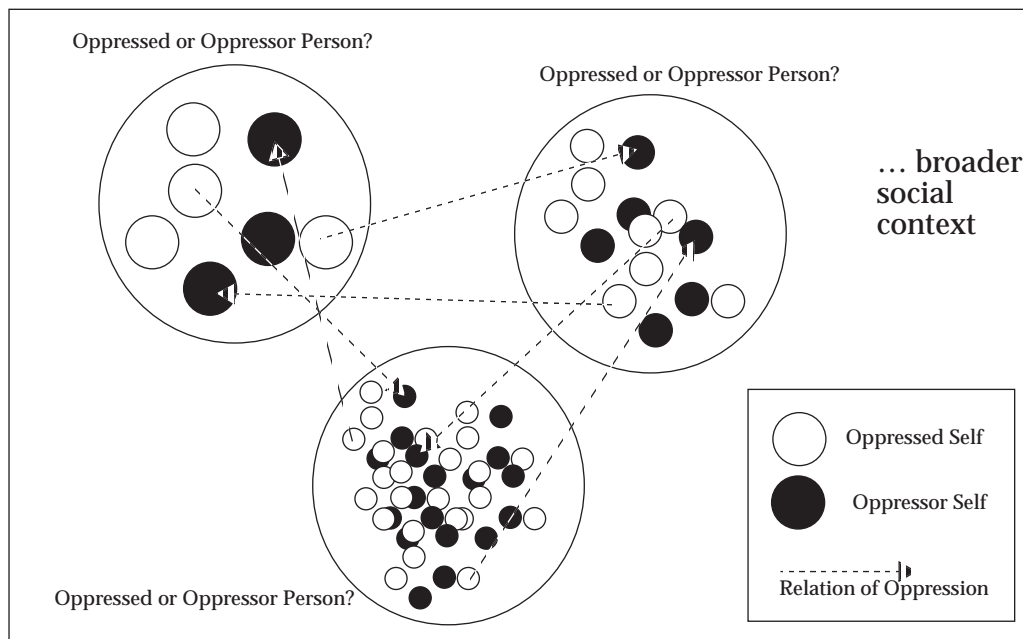 Oppressed or Oppressor Person?
Oppressed or Oppressor Person?
... broader
social
context
Oppressed or Oppressor Person?
Oppressed Self
Oppressor Self
Relation of Oppression